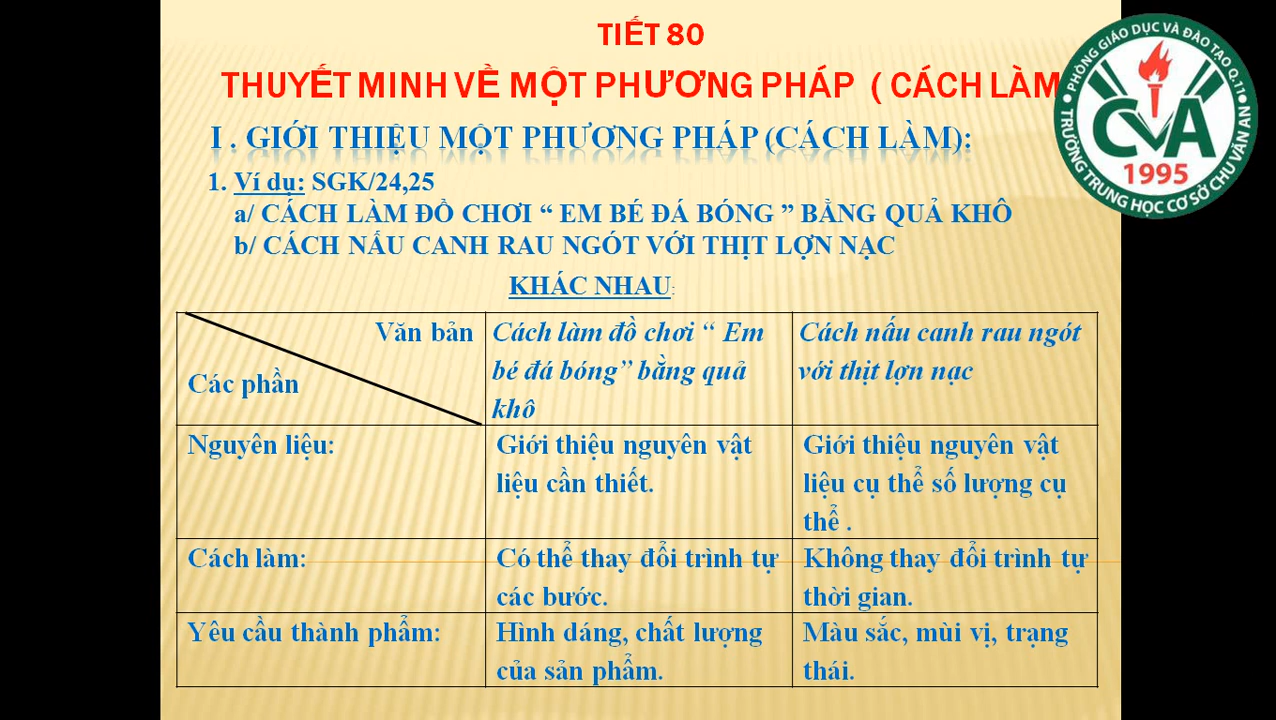 TIẾT 80
THUYẾT MINH VỀ MỘT PHƯƠNG PHÁP ( CÁCH LÀM
I . GIỚI THIỆU MỘT PHƯƠNG PHÁP (CÁCH LÀM):
1. Ví dụ: SGK/24,25
a/ CÁCH LÀM ĐỒ CHƠI “ EM BÉ ĐÁ BÓNG ” BẰNG QUẢ KHÔ
b/ CÁCH NẤU CANH RAU NGÓT VỚI THỊT LỢN NẠC
KHÁC NHAU:
Văn bản
Các phần
Cách làm đồ chơi “ Em
bé đá bóng” bằng quả
khô
Cách nấu canh rau ngót
với thịt lợn nạc
Nguyên liệu:
Giới thiệu nguyên vật
liệu cần thiết.
Giới thiệu nguyên vật
liệu cụ thể số lượng cụ
thể .
Cách làm:
Có thể thay đổi trình tự
các bước.
Không thay đổi trình tự
thời gian.
Yêu cầu thành phẩm:
Hình dáng, chất lượng
của sản phẩm.
Màu sắc, mùi vị, trạng
thái.
PHÒNG GIÁO DỤC VÀ ĐÀO TẠO Q.11
TRƯỜNG TRUNG HỌC CƠ SỞ CHU VĂN AN
CVA
1995